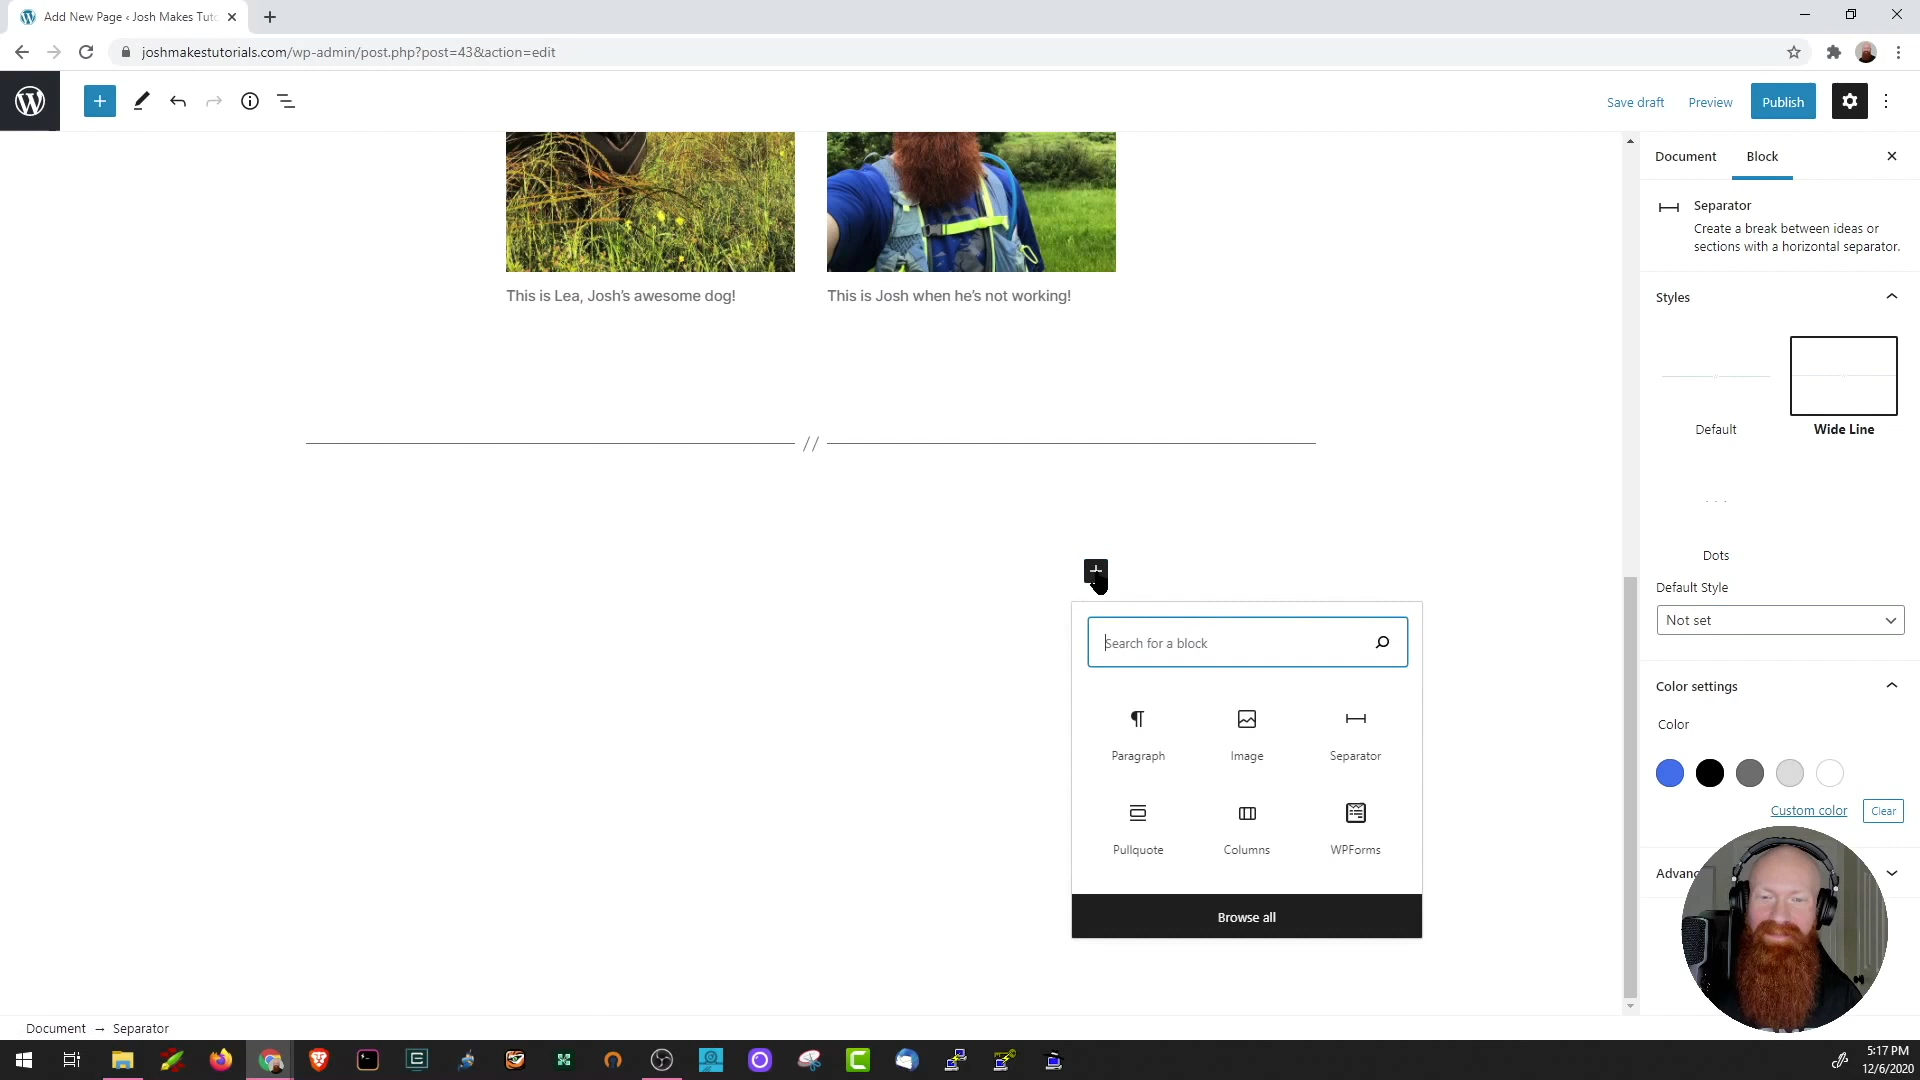 Add New Page ‹ Josh Makes Tuto
joshmakestutorials.com/wp-admin/post.php?post=43&action=edit
Save draft
Preview
Publish
Document
Block
Separator
Create a break between ideas or
sections with a horizontal separator.
Styles
Default
Wide Line
Dots
Default Style
Not set
Color settings
Color
Custom color
Clear
This is Lea, Josh's awesome dog!
This is Josh when he's not working!
//
Search for a block
Paragraph
Image
Separator
Pullquote
Columns
WPForms
Browse all
Document → Separator
5:17 PM
12/6/2020